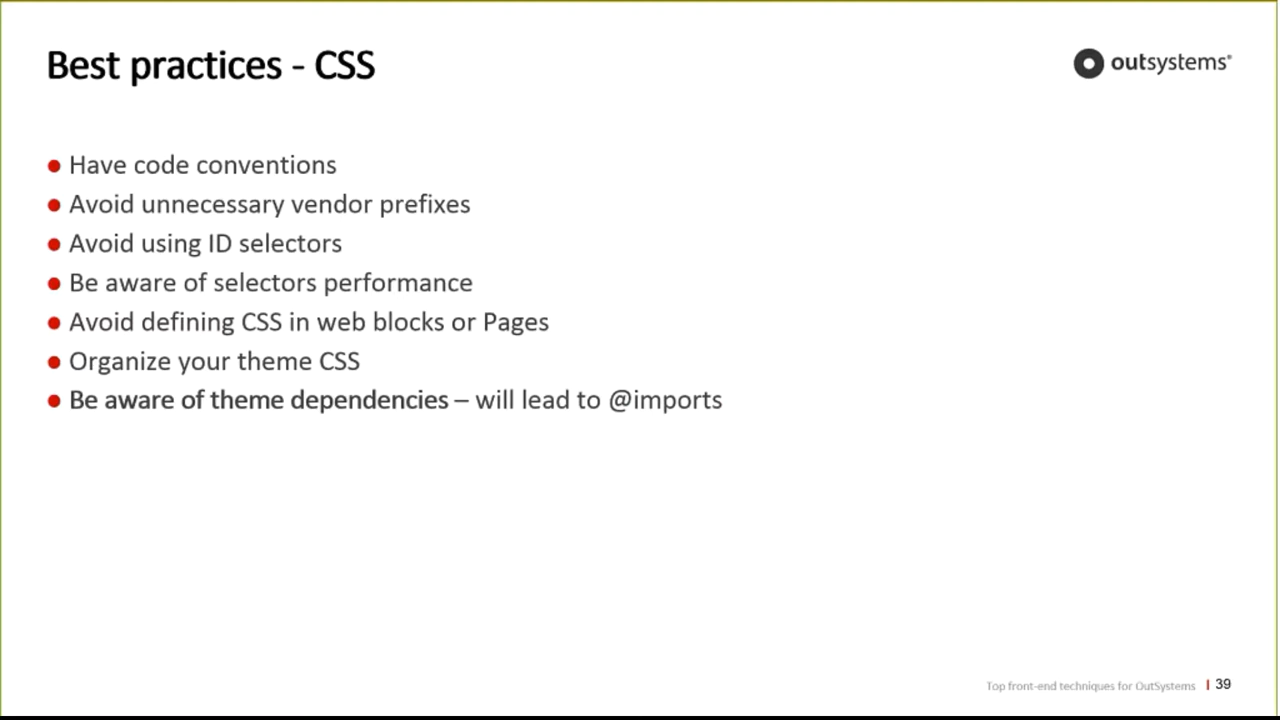 Best practices - CSS
outsystems®
● Have code conventions
● Avoid unnecessary vendor prefixes
● Avoid using ID selectors
● Be aware of selectors performance
● Avoid defining CSS in web blocks or Pages
● Organize your theme CSS
● Be aware of theme dependencies – will lead to @imports
Top front-end techniques for OutSystems | 39